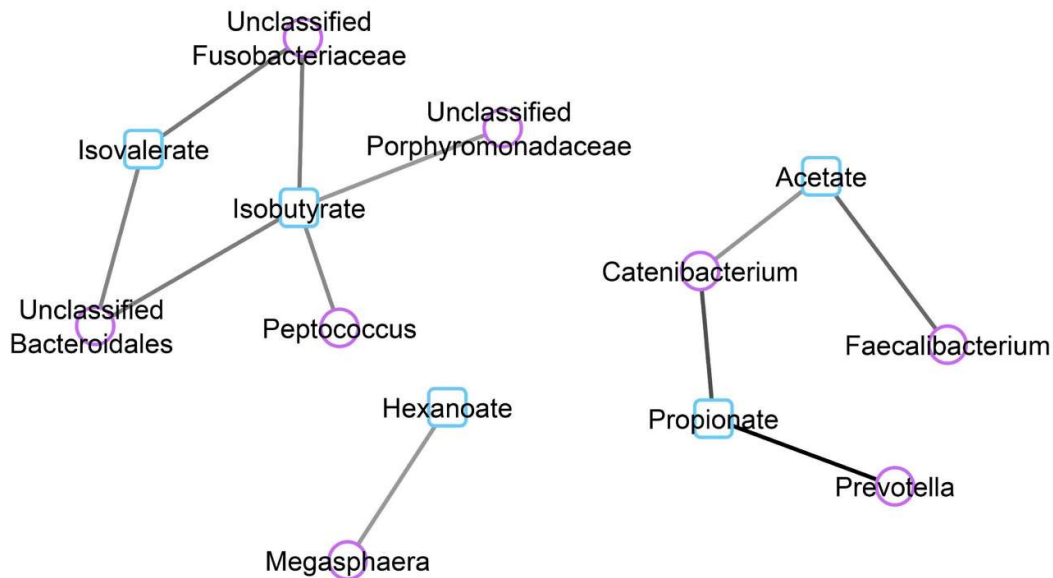 Unclassified
Fusobacteriaceae
Unclassified
Porphyromonadaceae
Isovalerate
Acetate
Isobutyrate
Catenibacterium
Unclassified
Bacteroidales
Peptococcus
Faecalibacterium
Hexanoate
Propionate
Prevotella
Megasphaera